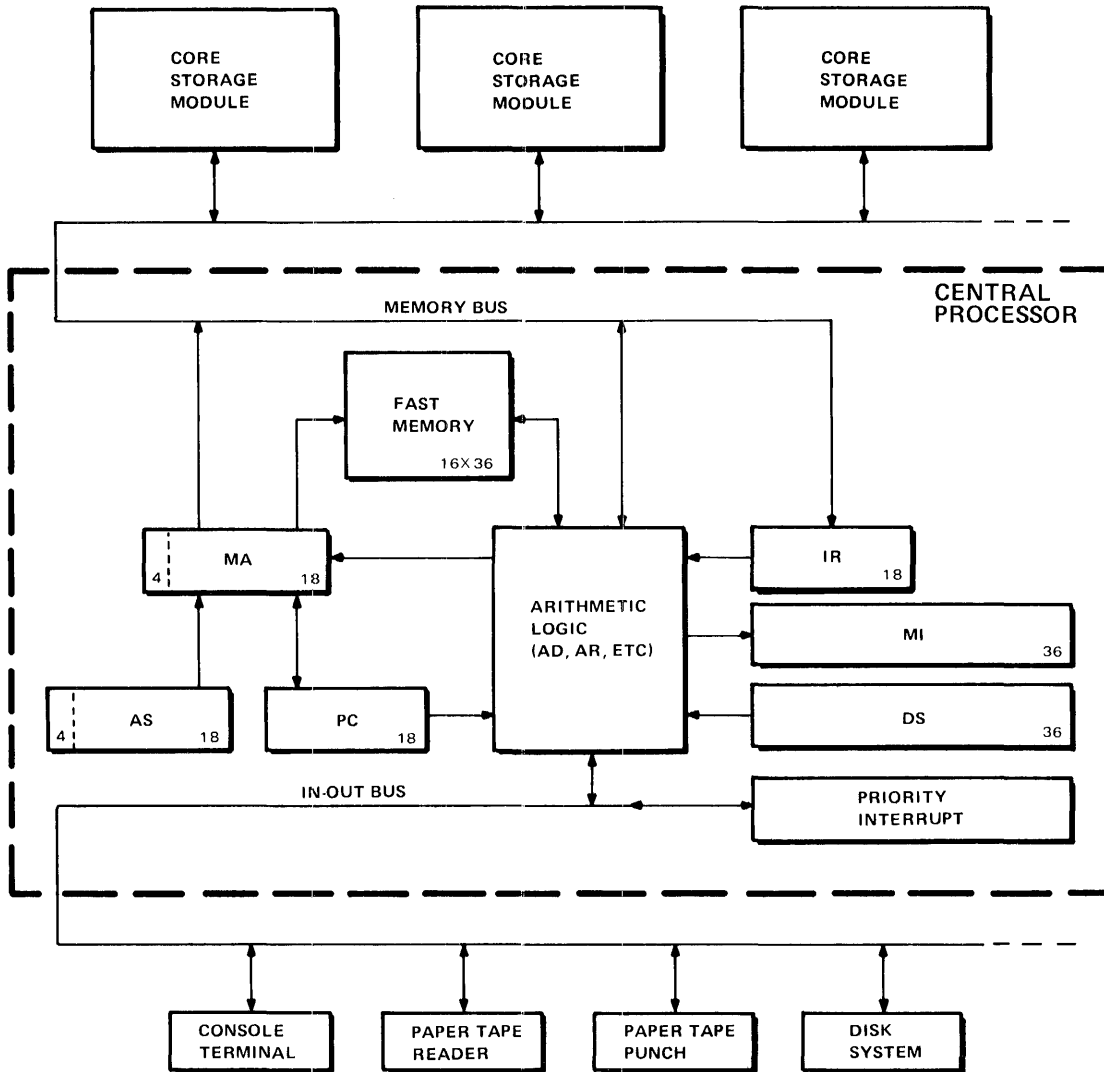 CORE
STORAGE
MODULE
CORE
STORAGE
MODULE
CORE
STORAGE
MODULE
CENTRAL
PROCESSOR
MEMORY BUS
FAST
MEMORY
16X36
MA
4
18
ARITHMETIC
LOGIC
(AD, AR, ETC)
IR
18
MI
36
AS
4
18
PC
18
DS
36
IN-OUT BUS
PRIORITY
INTERRUPT
CONSOLE
TERMINAL
PAPER TAPE
READER
PAPER TAPE
PUNCH
DISK
SYSTEM